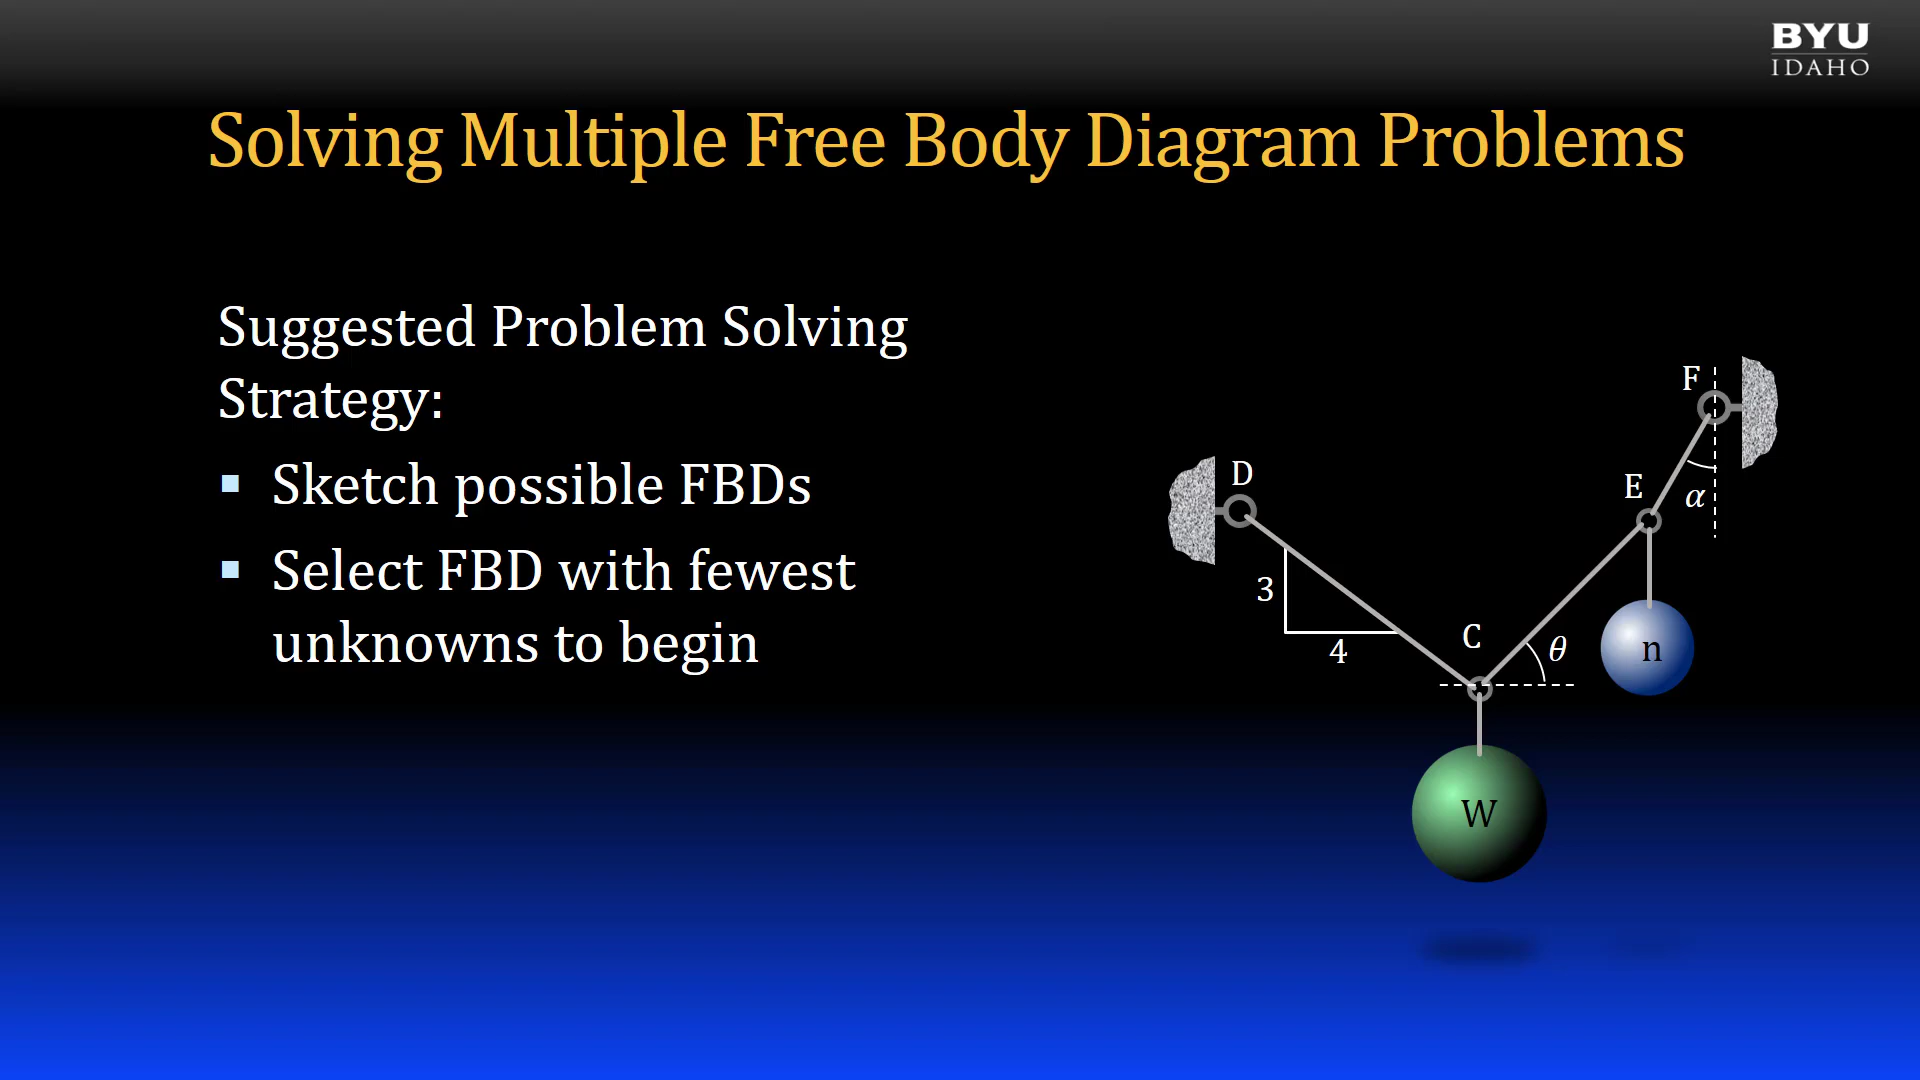 BYU
IDAHO
Solving Multiple Free Body Diagram Problems
Suggested Problem Solving
Strategy:
▪ Sketch possible FBDs
▪ Select FBD with fewest
unknowns to begin
F
D
E
α
3
C
4
θ
n
W